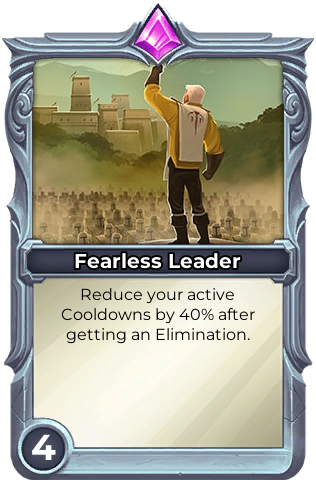 Fearless Leader
Reduce your active
Cooldowns by 40% after
getting an Elimination.
4